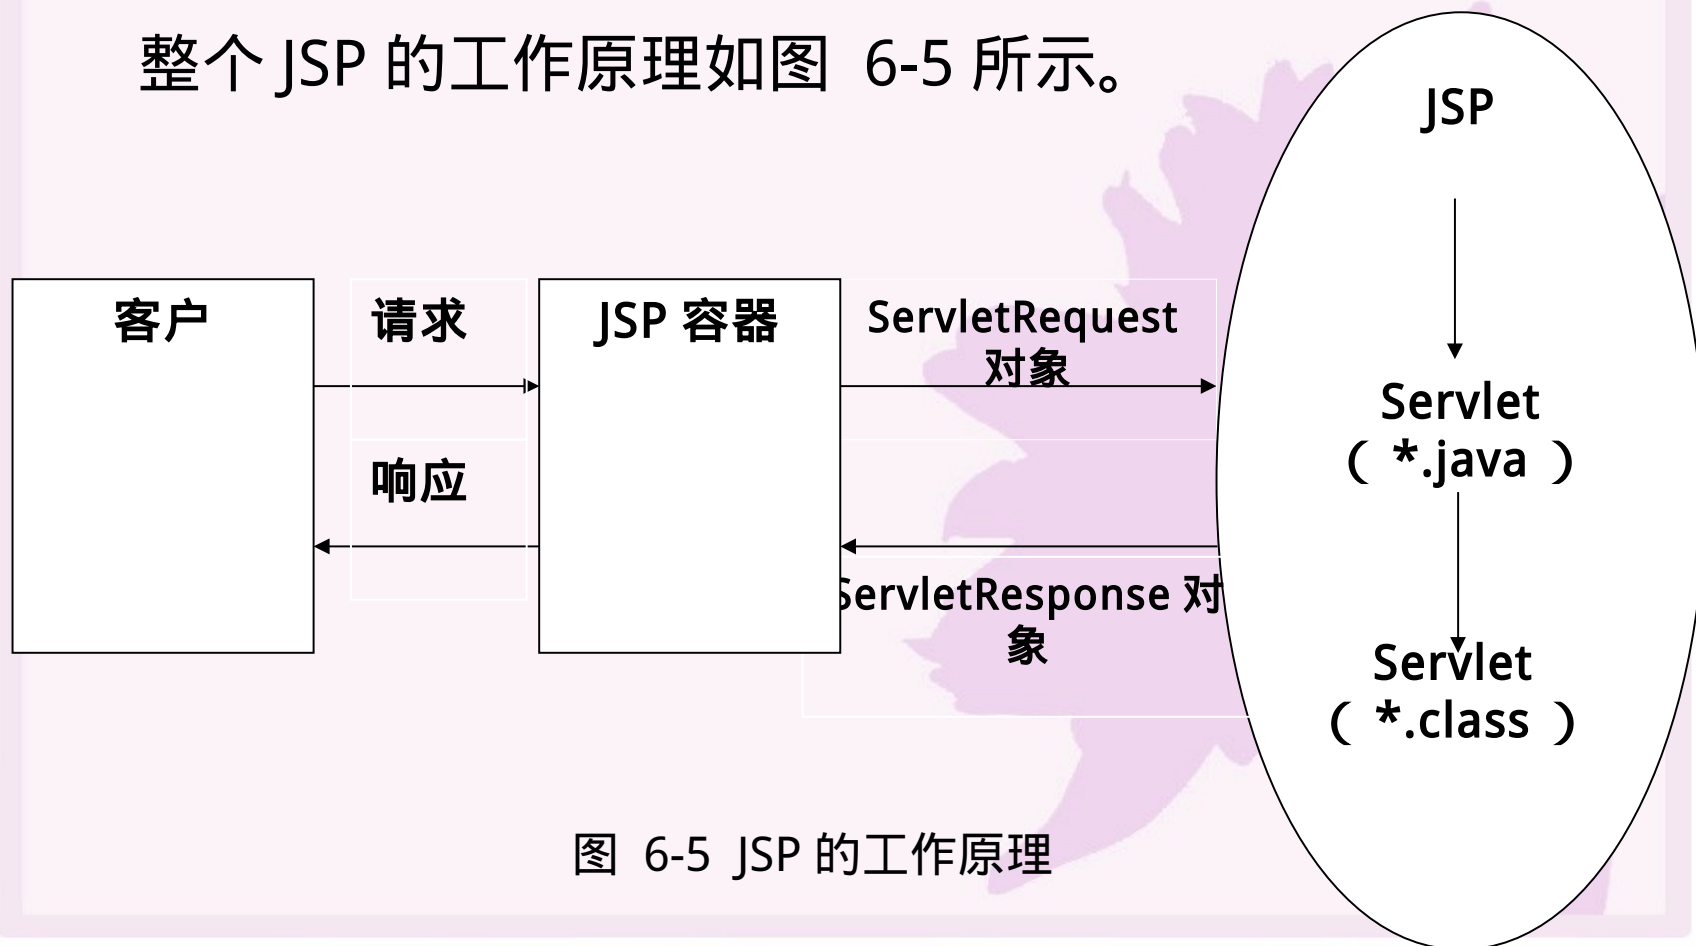 整个 JSP 的工作原理如图 6-5 所示。
客户
请求
响应
JSP 容器
ServletRequest
对象
ServletResponse 对
象
JSP
Servlet
（ *.java ）
Servlet
（ *.class ）
图 6-5 JSP 的工作原理